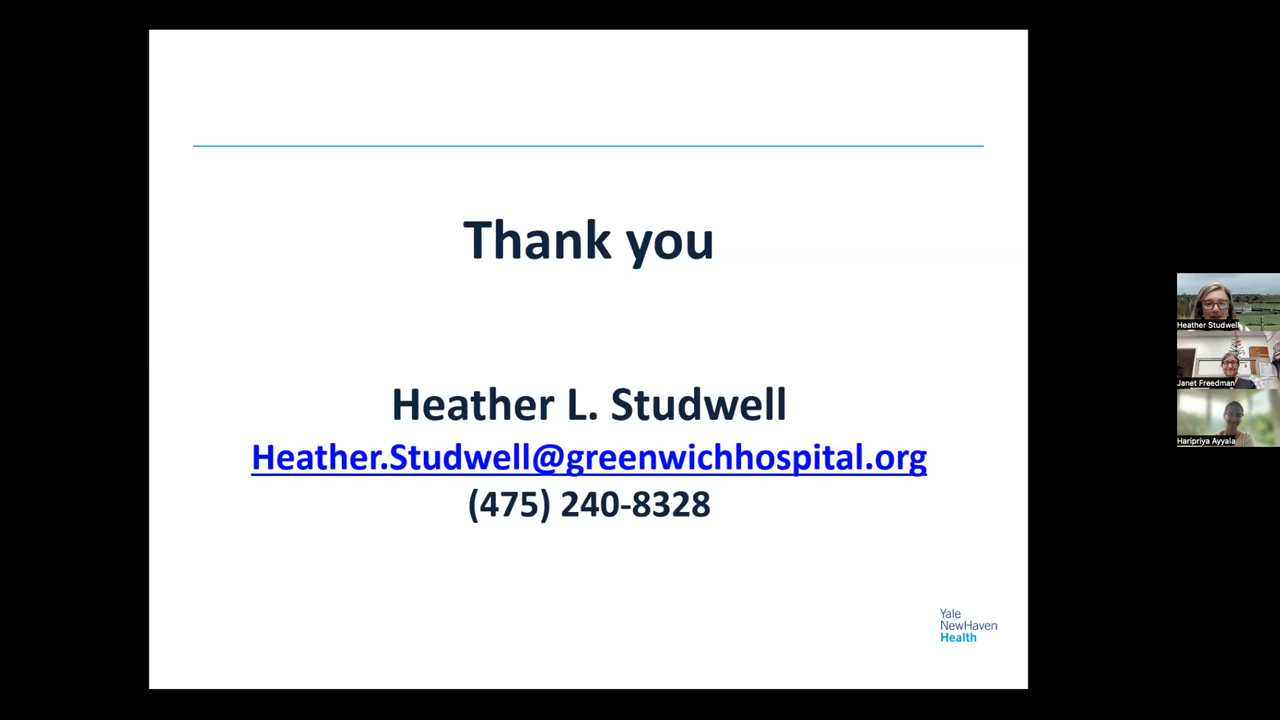 Thank you
Heather L. Studwell
Heather.Studwell@greenwichhospital.org
(475) 240-8328
Yale
NewHaven
Health
Heather Studwell
Janet Freedman
Haripriya Ayyala